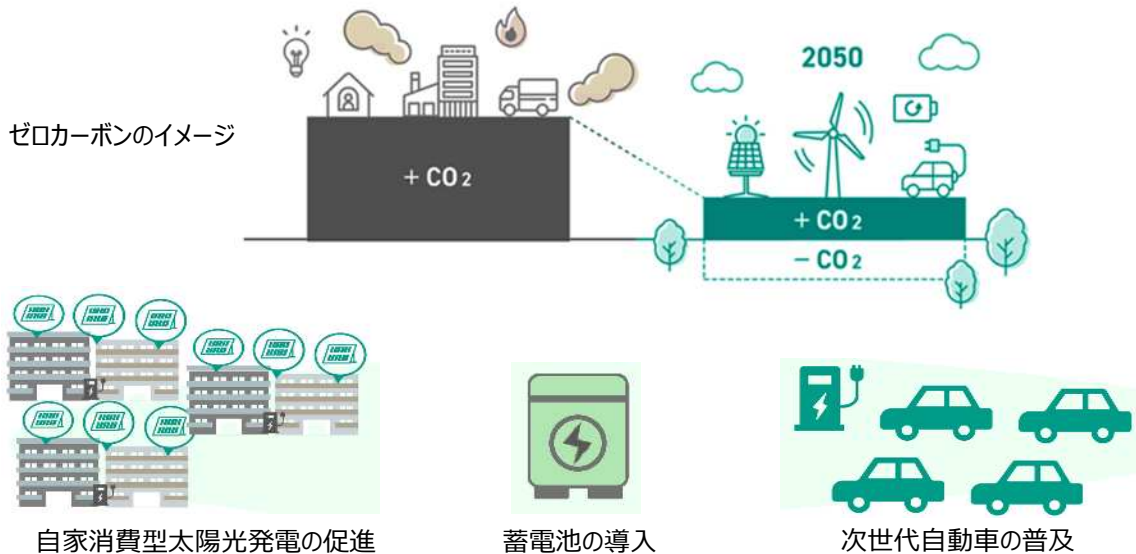 2050
ゼロカーボンのイメージ
+ CO2
+ CO2
- CO2
自家消費型太陽光発電の促進
蓄電池の導入
次世代自動車の普及